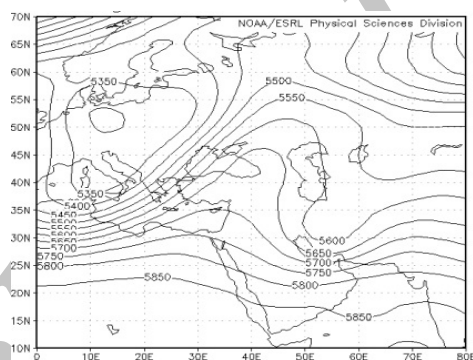 70N
NOAA/ESRL Physical Sciences Division
65N
60N
5350
5500
55N
5550
50N
45N
40N
5350
5400
35N
5450
5500
5550
5600
30N
5650
5700
5750
5800
5600
5650
5700
5750
25N
5850
5800
20N
15N
5850
10N
0
10E
20E
30E
40E
50E
60E
70E
80E